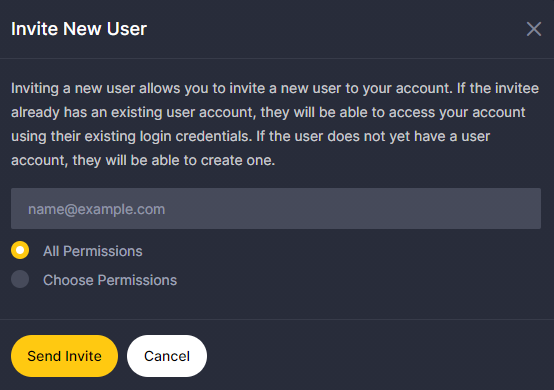 Invite New User
Inviting a new user allows you to invite a new user to your account. If the invitee
already has an existing user account, they will be able to access your account
using their existing login credentials. If the user does not yet have a user
account, they will be able to create one.
name@example.com
All Permissions
Choose Permissions
Send Invite
Cancel